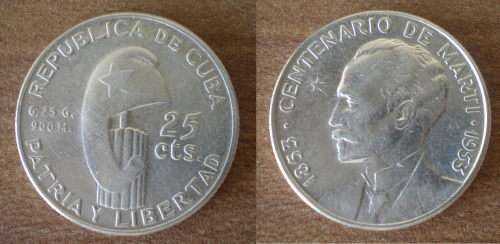 REPUBLICA DE CUBA
6.25 G.
900 M.
25
cts.
PATRIA Y LIBERTAD
CENTENARIO DE MARTI
1853 · 1953